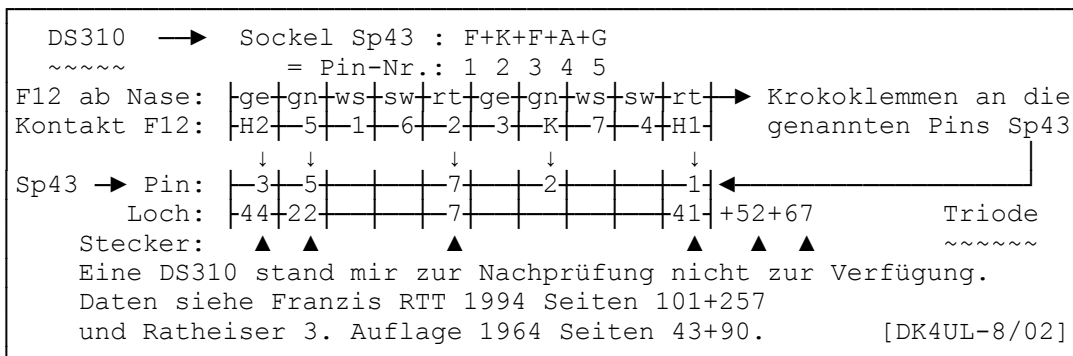 DS310 ──► Sockel Sp43 : F+K+F+A+G
~~~~~ = Pin-Nr.: 1 2 3 4 5
F12 ab Nase: ├ge┼gn┼ws┼sw┼rt┼ge┼gn┼ws┼sw┼rt┼─► Krokoklemmen an die
Kontakt F12: ├H2┼─5┼─1┼─6┼─2┼─3┼─K┼─7┼─4┼H1┤ genannten Pins Sp43
↓ ↓ ↓ ↓ ↓
Sp43 ─► Pin: ├─3┼─5┼──┼──┼─7┼──┼─2┼──┼──┼─1┤◄
Loch: ├44┼22┼──┼──┼─7┼──┼──┼──┼──┼41┤+52+67 Triode
Stecker: ▲ ▲ ▲ ▲ ▲ ▲ ~~~~~~
Eine DS310 stand mir zur Nachprüfung nicht zur Verfügung.
Daten siehe Franzis RTT 1994 Seiten 101+257
und Ratheiser 3. Auflage 1964 Seiten 43+90. [DK4UL-8/02]